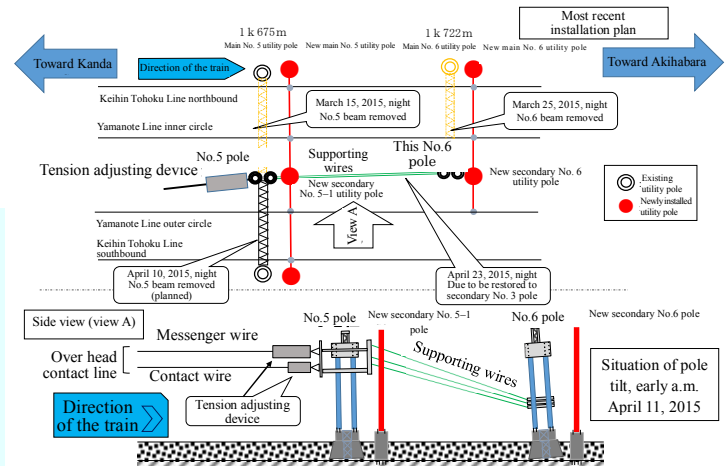 1ｋ675m
Main No. 5 utility pole
New main No. 5 utility pole
1ｋ722m
Main No. 6 utility pole
New main No. 6 utility pole
Most recent
installation plan
Toward Kanda
Direction of the train
Toward Akihabara
Keihin Tohoku Line northbound
March 15, 2015, night
No.5 beam removed
March 25, 2015, night
No.6 beam removed
Yamanote Line inner circle
Tension adjusting
device
No.5 pole
Supporting
wires
This No.6
pole
New secondary
No. 5-1 utility pole
New secondary No. 6
utility pole
Existing
utility pole
Newly installed
utility pole
Yamanote Line outer circle
View A
Keihin Tohoku Line
southbound
April 10, 2015, night
No.5 beam removed
(planned)
April 23, 2015, night
Due to be restored to
secondary No. 3 pole
Side view (view A)
No.5 pole
New secondary No. 5-1
pole
No.6 pole
New secondary No.6 pole
Messenger wire
Over head
contact line
Contact wire
Supporting wires
Tension adjusting
device
Direction
of the train
Situation of pole
tilt, early a.m.
April 11, 2015